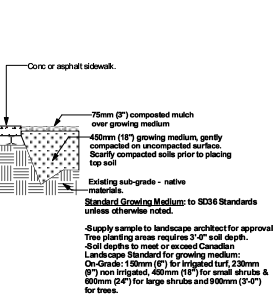 Conc or asphalt sidewalk.
75mm (3") composted mulch
over growing medium
450mm (18") growing medium, gently
compacted on uncompacted surface.
Scarify compacted soils prior to placing
top soil
Existing sub-grade - native
materials.
Standard Growing Medium: to SD36 Standards
unless otherwise noted.
-Supply sample to landscape architect for approval
Tree planting areas requires 3'-0" soil depth.
-Soil depths to meet or exceed Canadian
Landscape Standard for growing medium:
On-Grade: 150mm (6") for irrigated turf, 230mm
(9") non irrigated, 450mm (18") for small shrubs &
600mm (24") for large shrubs and 900mm (3'-0")
for trees.